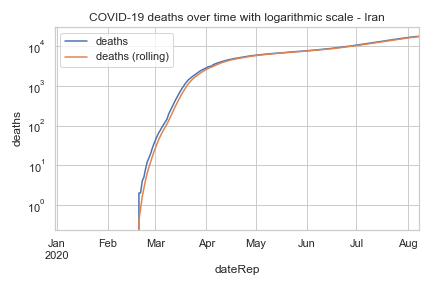 COVID-19 deaths over time with logarithmic scale - Iran
deaths
deaths (rolling)
10⁴
10³
10²
10¹
10⁰
deaths
Jan Feb Mar Apr May Jun Jul Aug
2020
dateRep